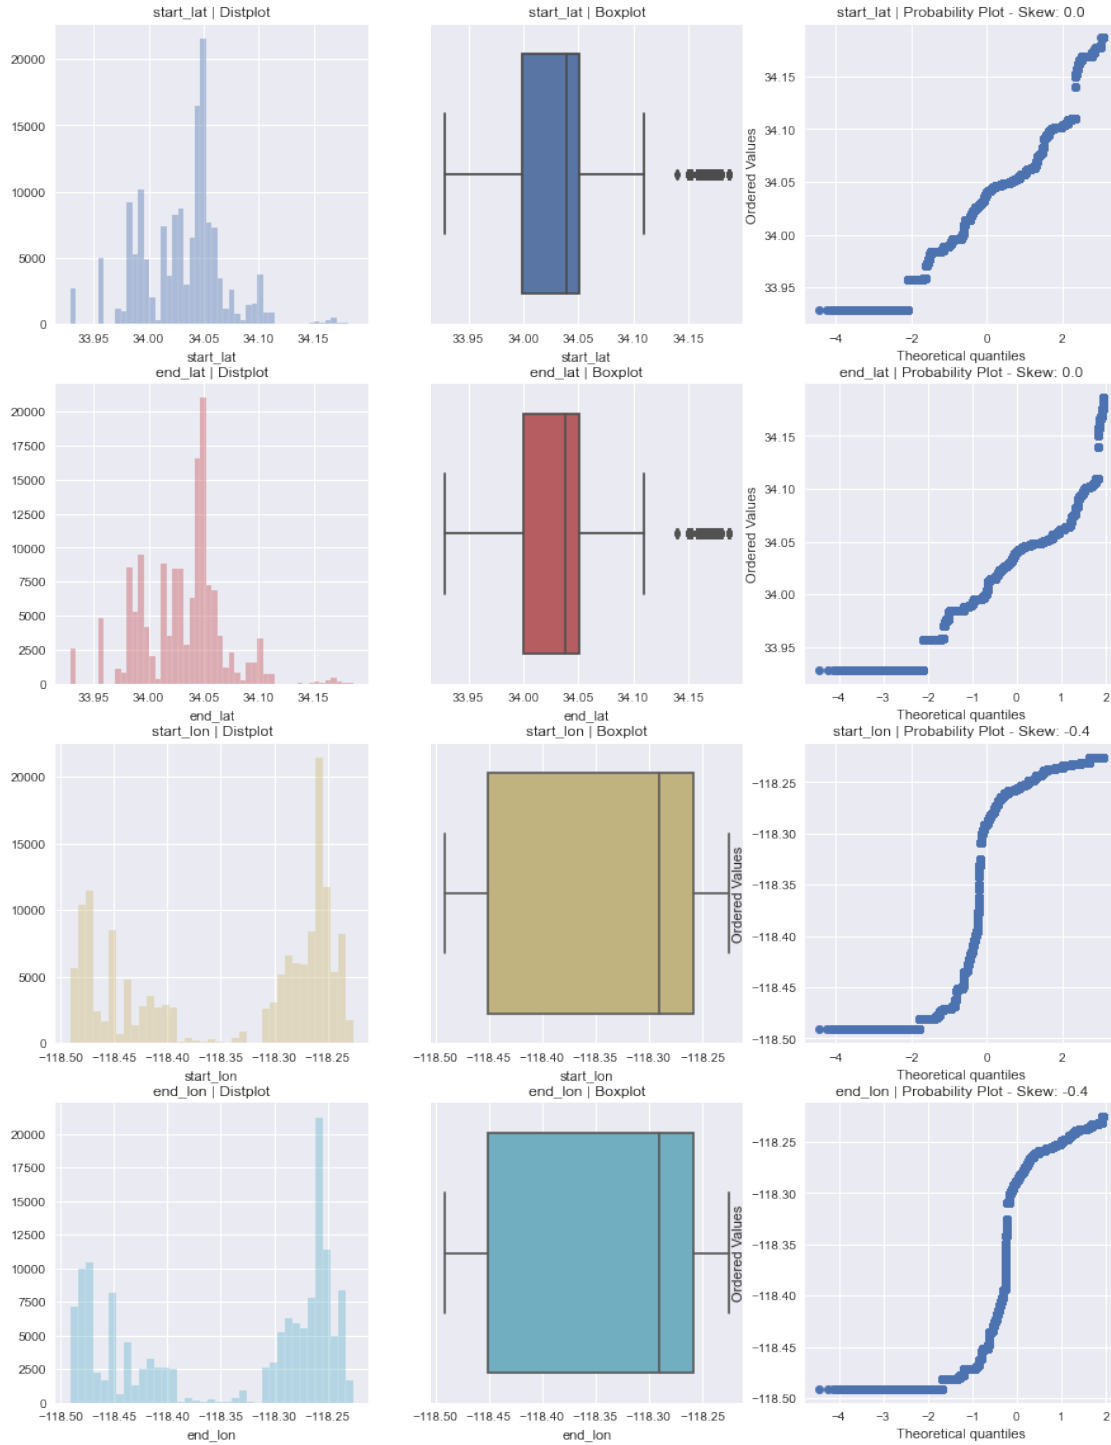 start_lat | Distplot
start_lat | Boxplot
start_lat | Probability Plot - Skew: 0.0
20000
15000
10000
5000
0
33.95 34.00 34.05 34.10 34.15
start_lat
33.95 34.00 34.05 34.10 34.15
start_lat
Ordered Values
34.15
34.10
34.05
34.00
33.95
−4 −2 0 2
Theoretical quantiles
end_lat | Distplot
end_lat | Boxplot
end_lat | Probability Plot - Skew: 0.0
20000
17500
15000
12500
10000
7500
5000
2500
0
33.95 34.00 34.05 34.10 34.15
end_lat
33.95 34.00 34.05 34.10 34.15
end_lat
Ordered Values
34.15
34.10
34.05
34.00
33.95
−4 −3 −2 −1 0 1 2
Theoretical quantiles
start_lon | Distplot
start_lon | Boxplot
start_lon | Probability Plot - Skew: -0.4
20000
15000
10000
5000
0
−118.50 −118.45 −118.40 −118.35 −118.30 −118.25
start_lon
−118.50 −118.45 −118.40 −118.35 −118.30 −118.25
start_lon
Ordered Values
−118.25
−118.30
−118.35
−118.40
−118.45
−118.50
−4 −2 0 2
Theoretical quantiles
end_lon | Distplot
end_lon | Boxplot
end_lon | Probability Plot - Skew: -0.4
20000
17500
15000
12500
10000
7500
5000
2500
0
−118.50 −118.45 −118.40 −118.35 −118.30 −118.25
end_lon
−118.50 −118.45 −118.40 −118.35 −118.30 −118.25
end_lon
Ordered Values
−118.25
−118.30
−118.35
−118.40
−118.45
−118.50
−4 −3 −2 −1 0 1 2
Theoretical quantiles